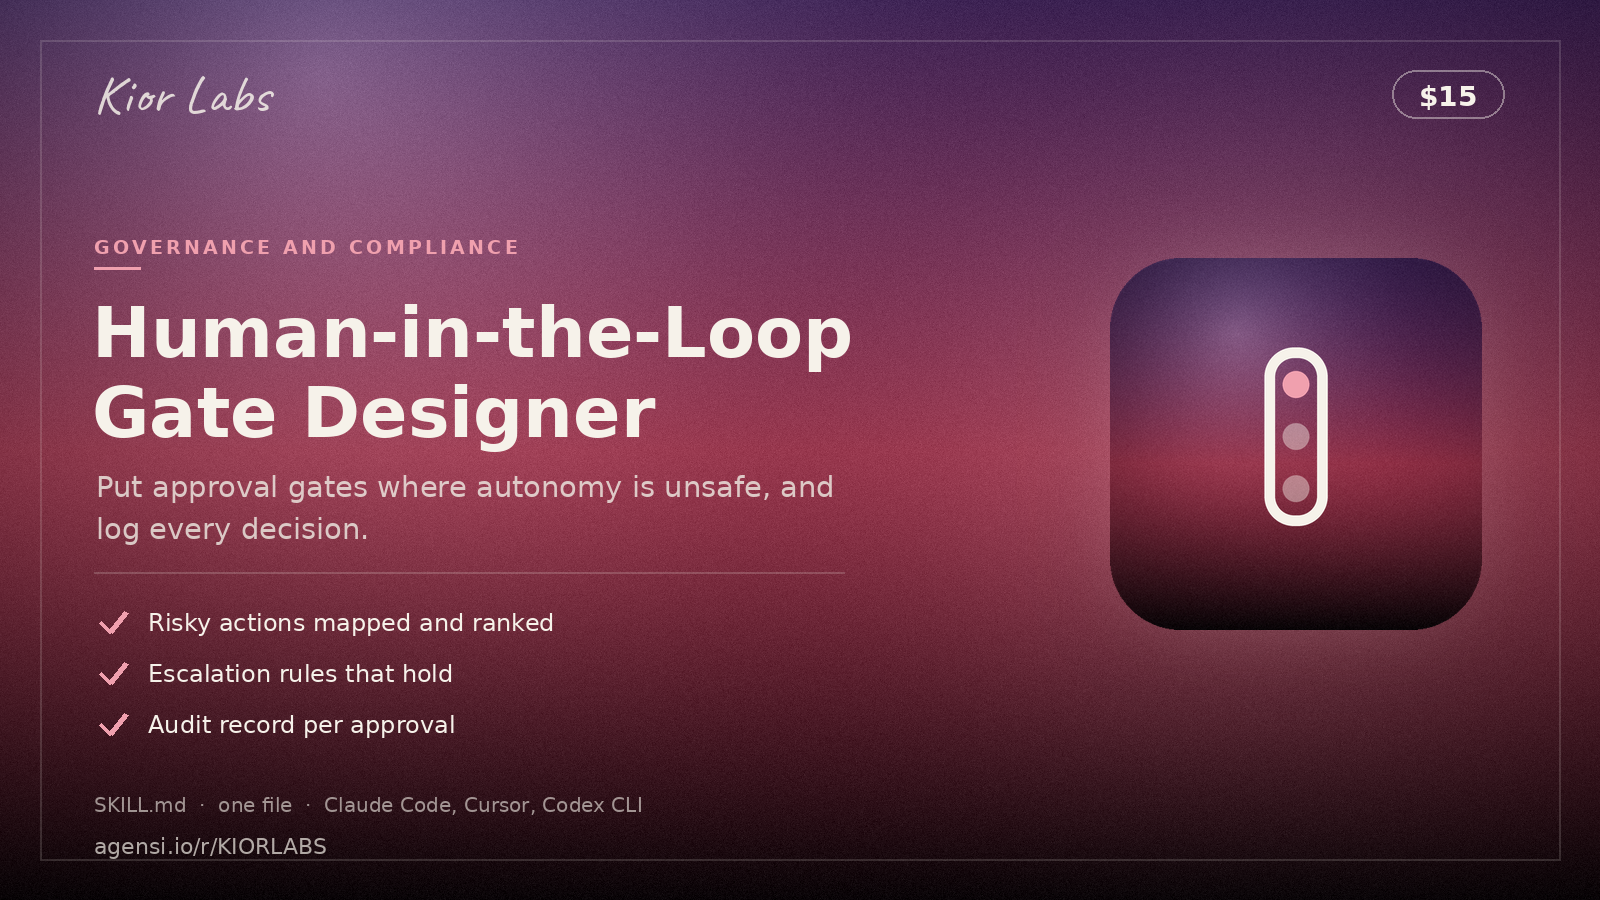 Kior Labs
$15
GOVERNANCE AND COMPLIANCE
Human-in-the-Loop
Gate Designer
Put approval gates where autonomy is unsafe, and
log every decision.
Risky actions mapped and ranked
Escalation rules that hold
Audit record per approval
SKILL.md · one file · Claude Code, Cursor, Codex CLI
agensi.io/r/KIORLABS